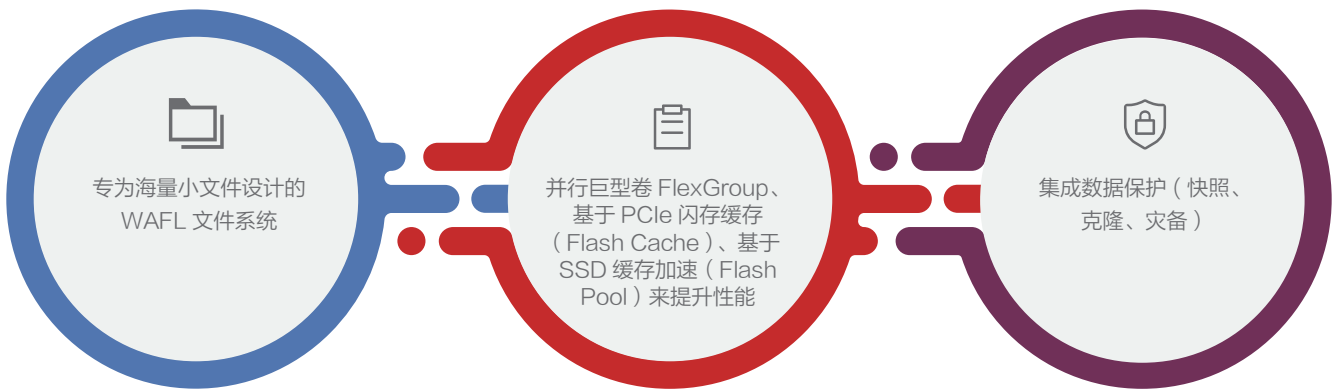 专为海量小文件设计的
WAFL 文件系统
并行巨型卷 FlexGroup、
基于 PCIe 闪存缓存
（Flash Cache）、基于
SSD 缓存加速（Flash
Pool）来提升性能
集成数据保护（快照、
克隆、灾备）